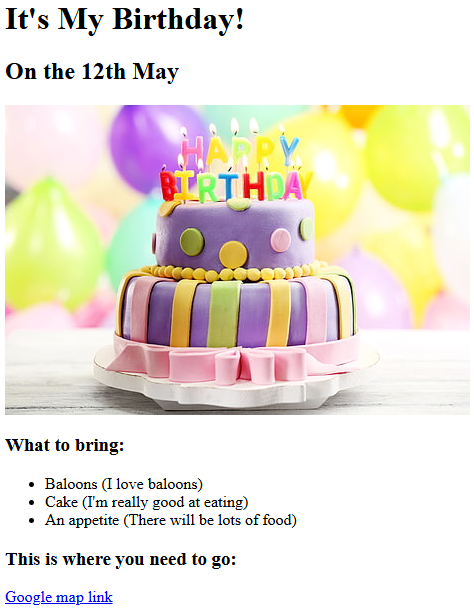 It's My Birthday!
On the 12th May
HAPPY
BIRTHDAY
What to bring:
Baloons (I love baloons)
Cake (I'm really good at eating)
An appetite (There will be lots of food)
This is where you need to go:
Google map link